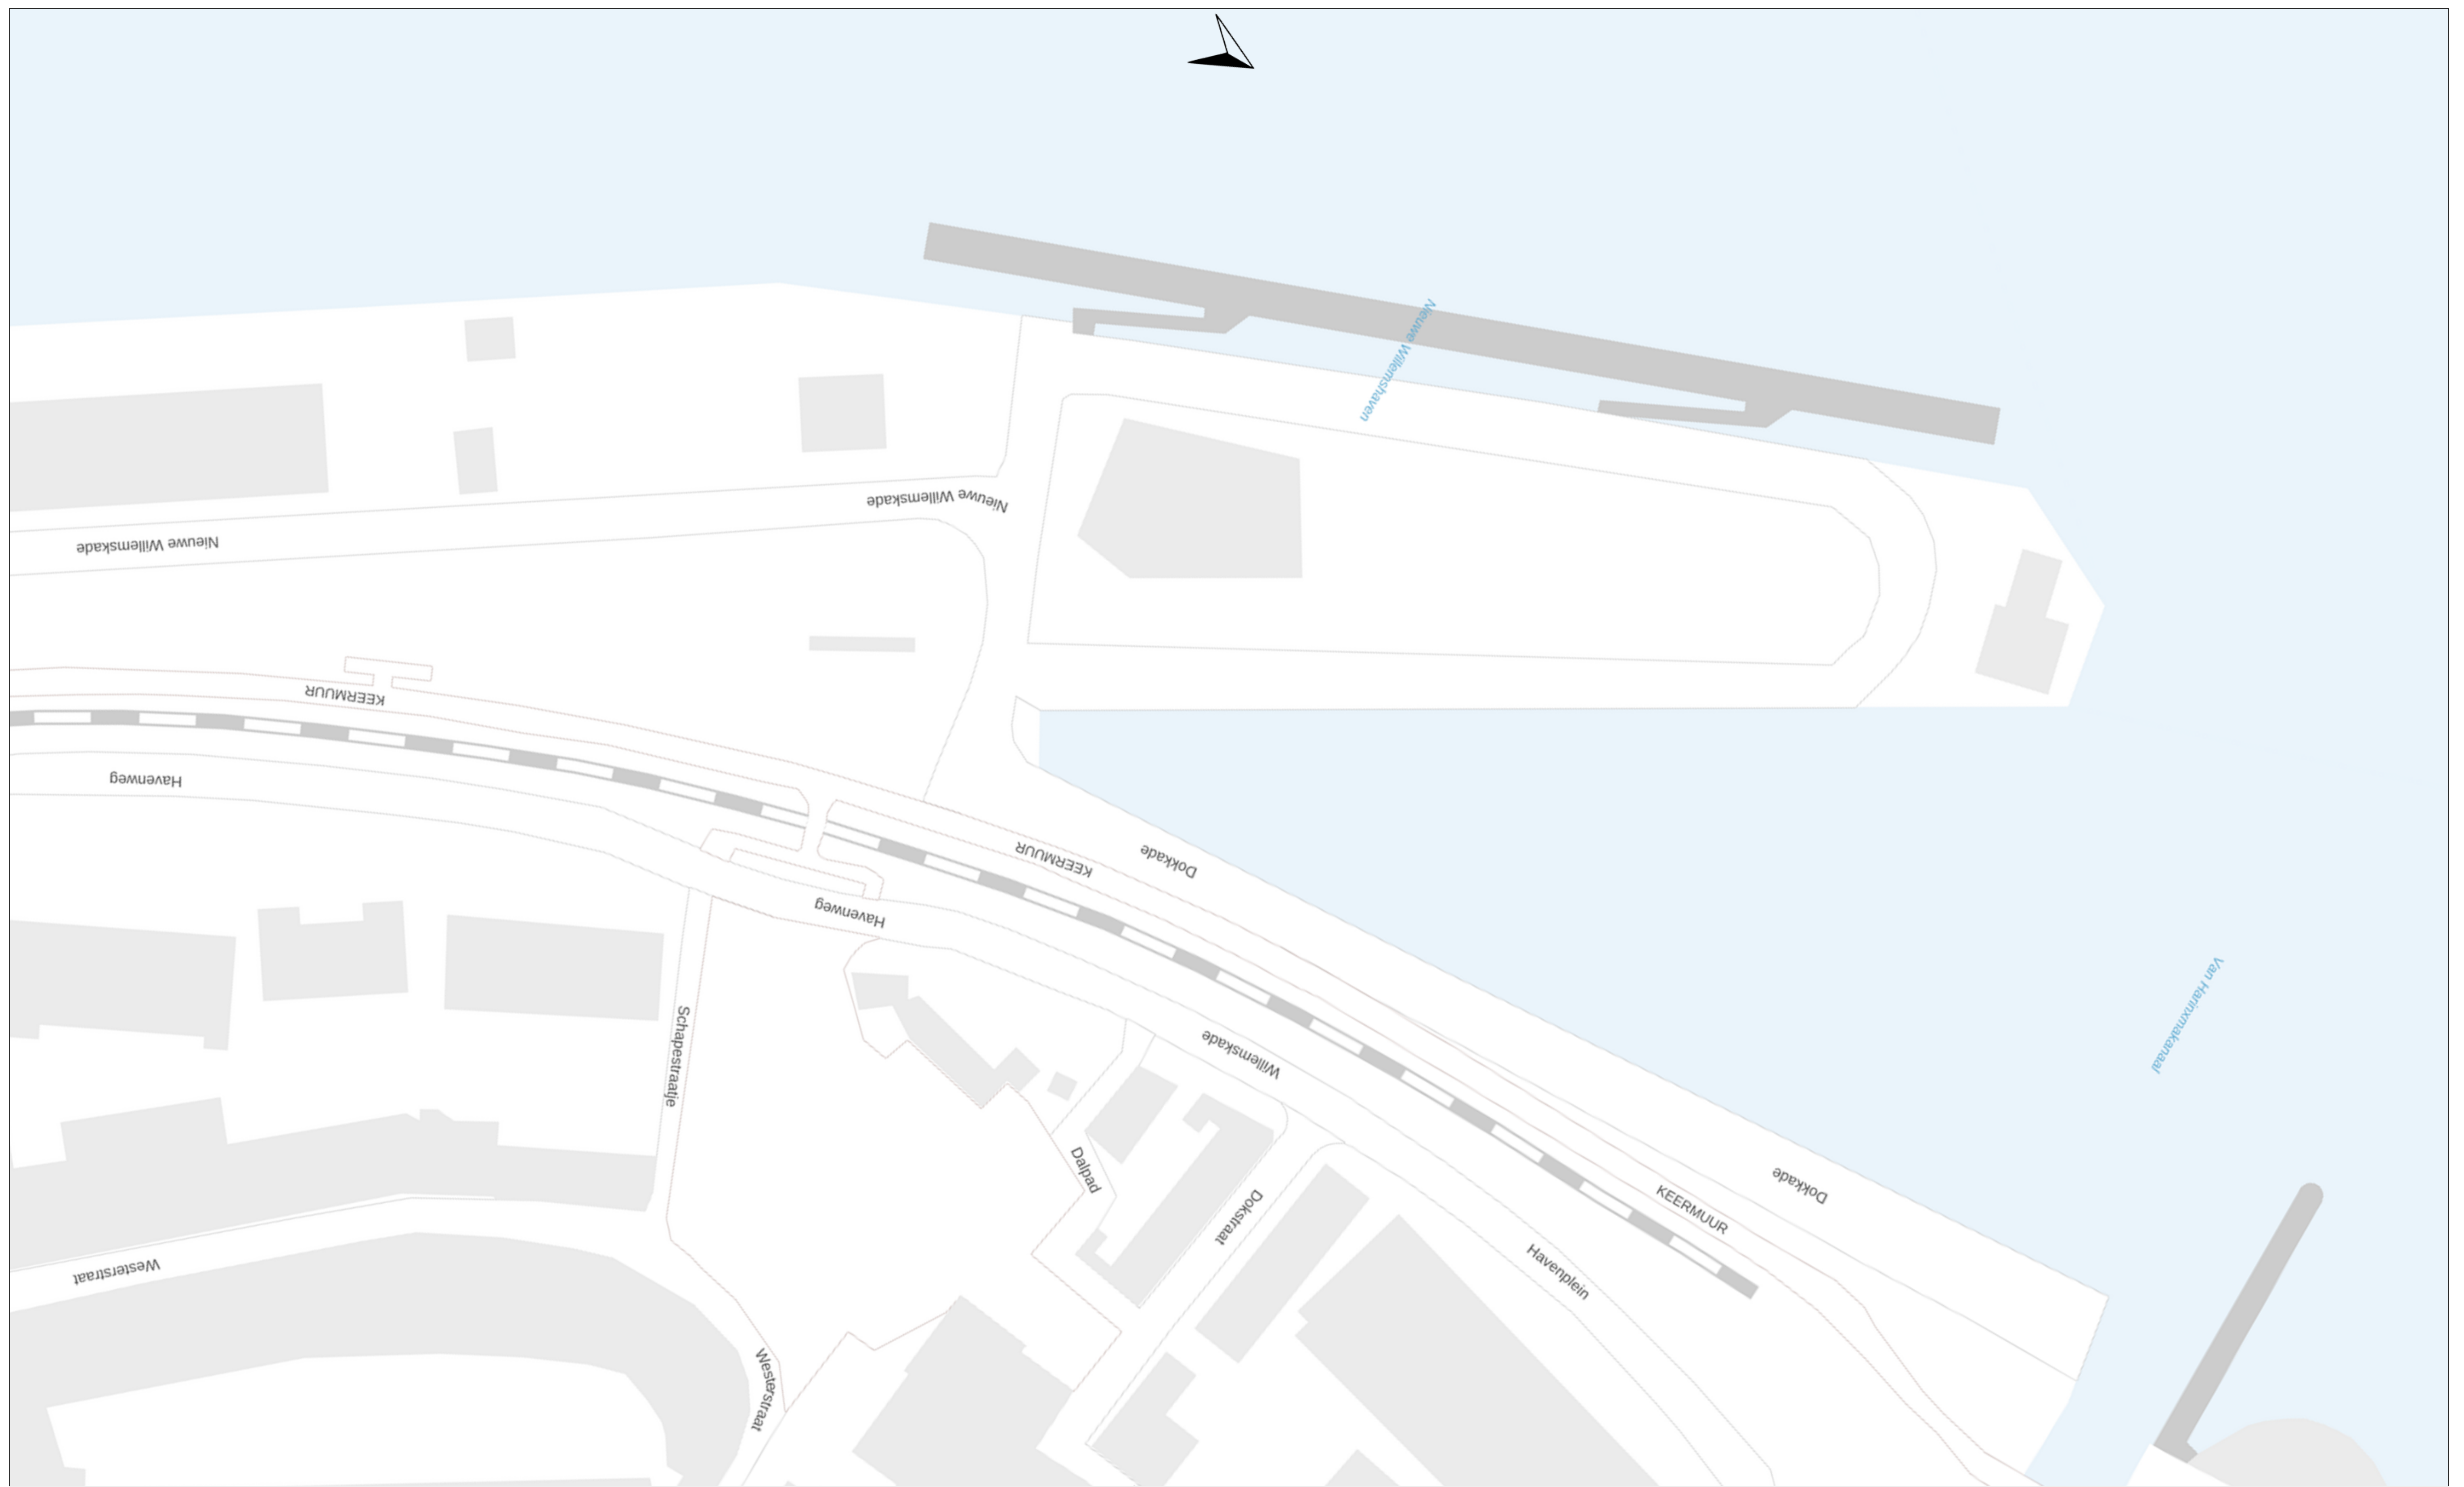 Nieuwe Willemshaven
Nieuwe Willemskade
Nieuwe Willemskade
KEERMUUR
Havenweg
KEERMUUR
Dokkade
Havenweg
Van Harinxmakanaal
Schapestraatje
Willemskade
Dalpad
Dokkade
KEERMUUR
Dokstraat
Havenplein
Westerstraat
Westerstraat